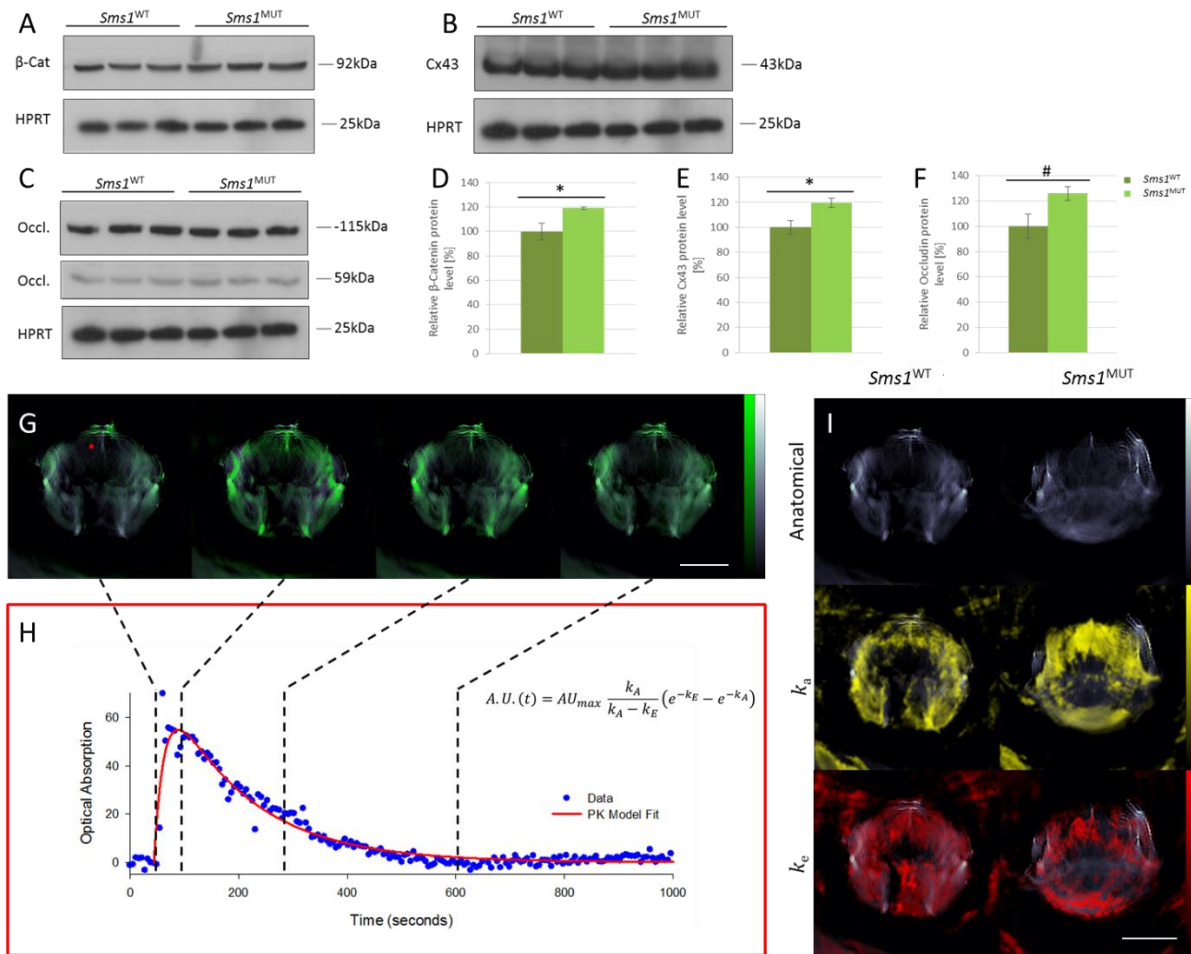 A
Sms1WT
Sms1MUT
β-Cat
92kDa
HPRT
25kDa
B
Sms1WT
Sms1MUT
Cx43
43kDa
HPRT
25kDa
C
Sms1WT
Sms1MUT
Occl.
-115kDa
Occl.
59kDa
HPRT
25kDa
D
Relative β-Catenin protein
level [%]
140
120
100
80
60
40
20
0
*
E
Relative Cx43 protein level
[%]
140
120
100
80
60
40
20
0
*
F
Relative Occludin protein
level [%]
140
120
100
80
60
40
20
0
#
Sms1WT
Sms1MUT
G
H
Optical Absorption
60
40
20
0
0
200
400
600
800
1000
Time (seconds)
A.U.(t) = AUmax kA/(kA − kE) (e^−kE − e^−kA)
Data
PK Model Fit
Sms1WT
Sms1MUT
I
Anatomical
ka
ke